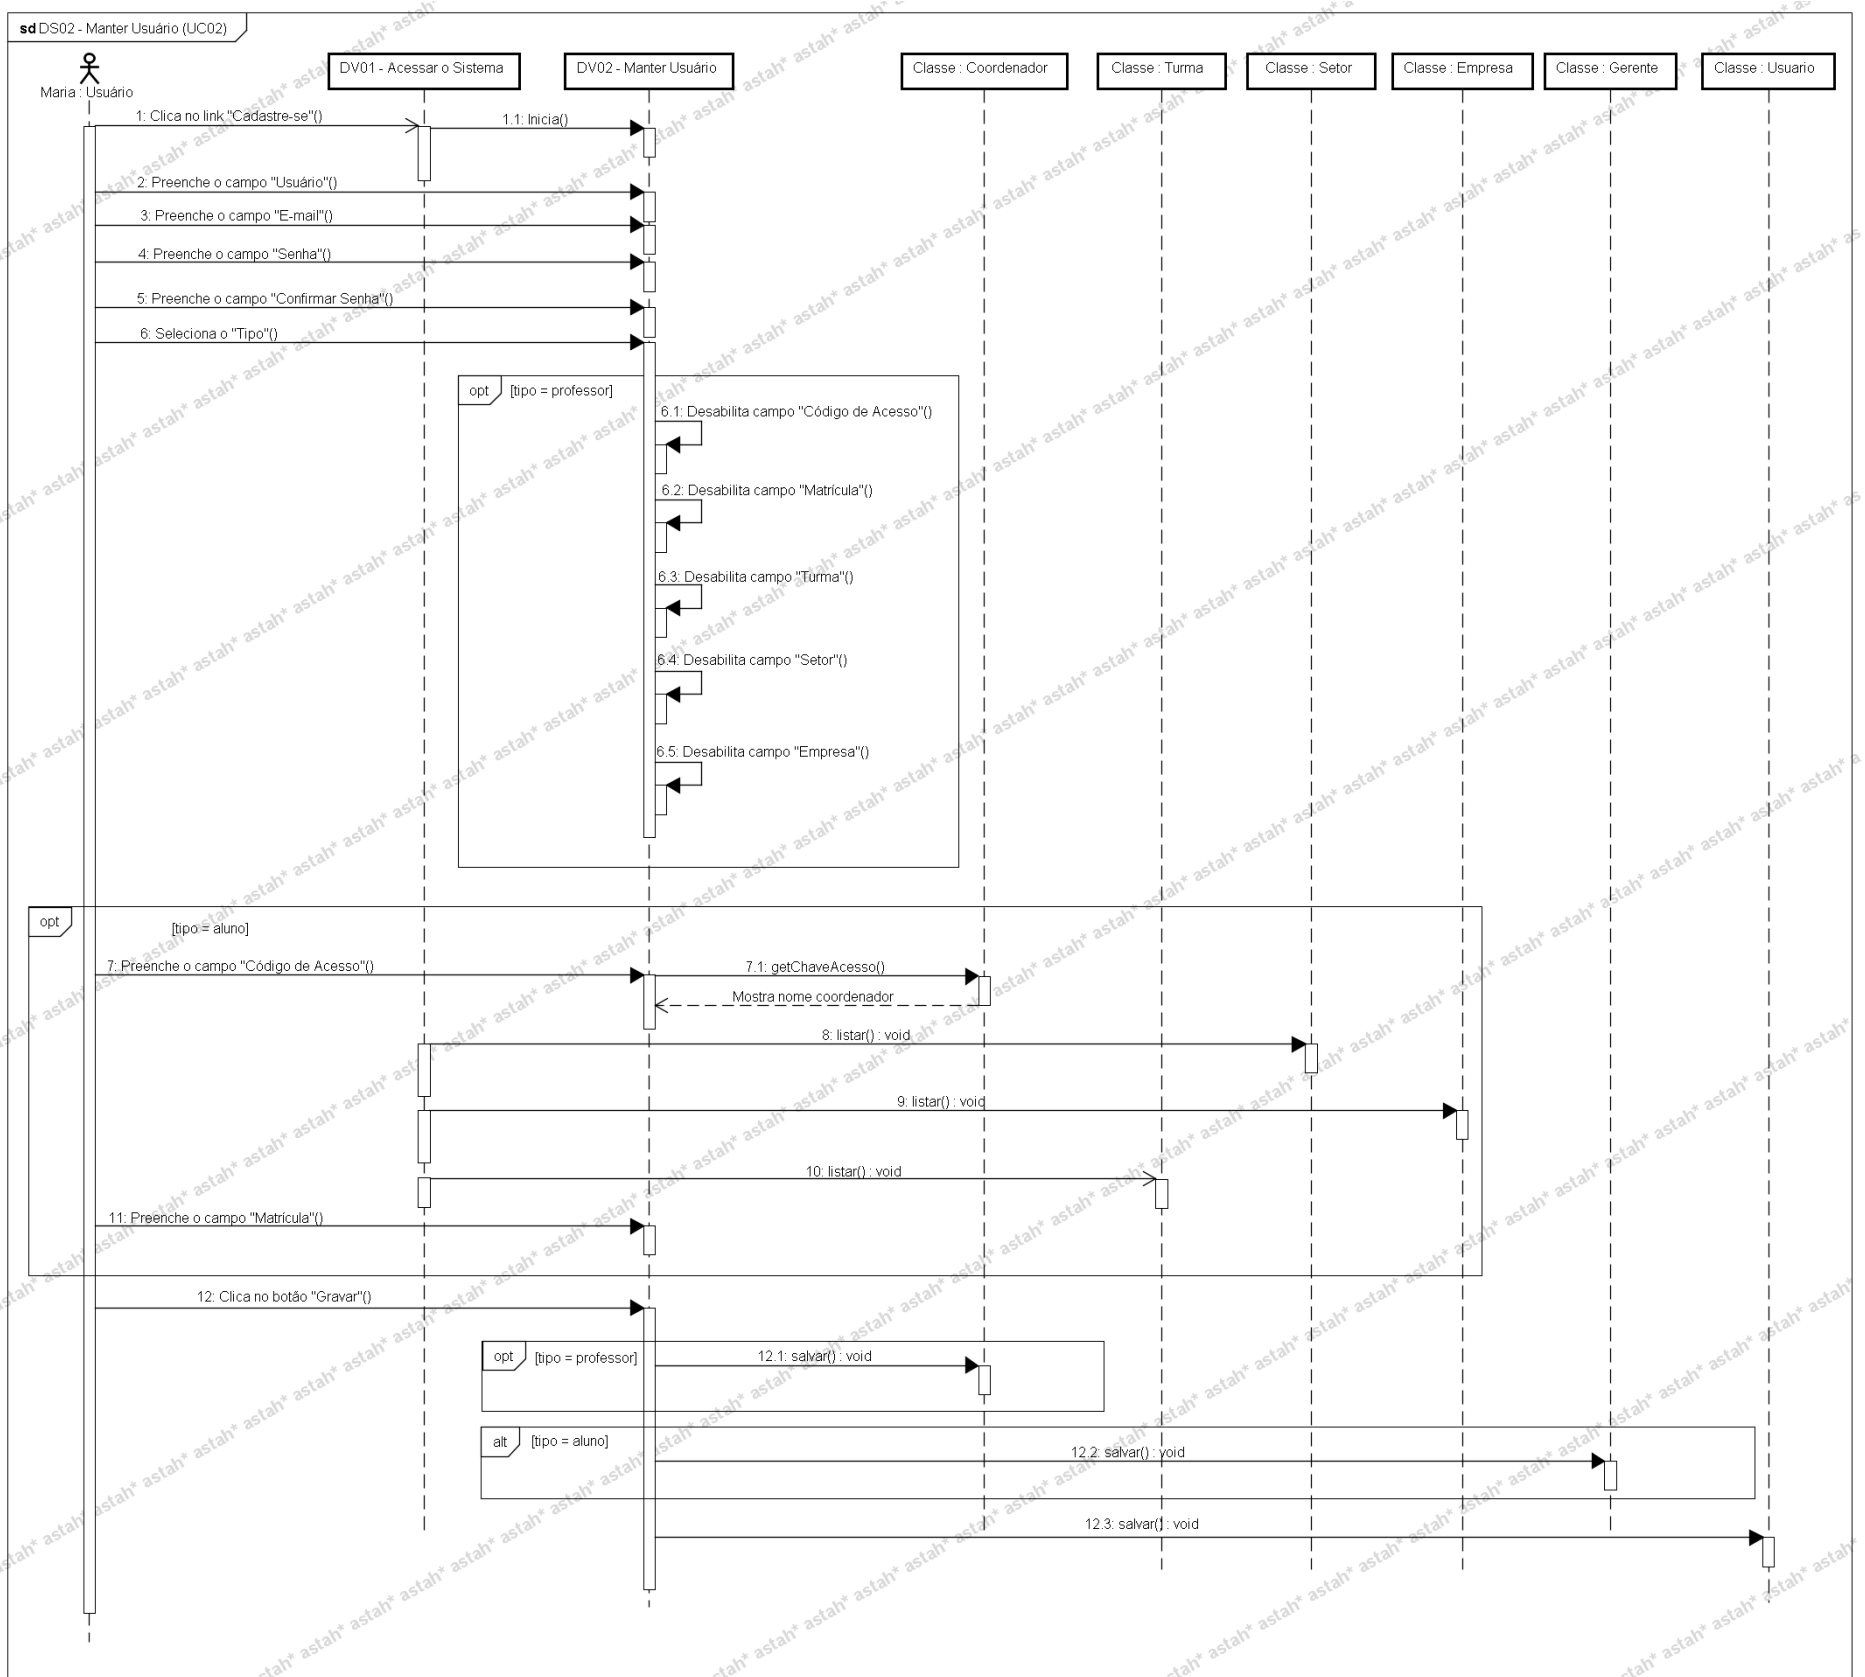 sd DS02 - Manter Usuário (UC02)
Maria : Usuário
DV01 - Acessar o Sistema
DV02 - Manter Usuário
Classe : Coordenador
Classe : Turma
Classe : Setor
Classe : Empresa
Classe : Gerente
Classe : Usuario
1: Clica no link "Cadastre-se"()
1.1: Inicia()
2: Preenche o campo "Usuário"()
3: Preenche o campo "E-mail"()
4: Preenche o campo "Senha"()
5: Preenche o campo "Confirmar Senha"()
6: Seleciona o "Tipo"()
opt [tipo = professor]
6.1: Desabilita campo "Código de Acesso"()
6.2: Desabilita campo "Matrícula"()
6.3: Desabilita campo "Turma"()
6.4: Desabilita campo "Setor"()
6.5: Desabilita campo "Empresa"()
opt [tipo = aluno]
7: Preenche o campo "Código de Acesso"()
7.1: getChaveAcesso()
Mostra nome coordenador
8: listar() : void
9: listar() : void
10: listar() : void
11: Preenche o campo "Matrícula"()
12: Clica no botão "Gravar"()
opt [tipo = professor]
12.1: salvar() : void
alt [tipo = aluno]
12.2: salvar() : void
12.3: salvar() : void